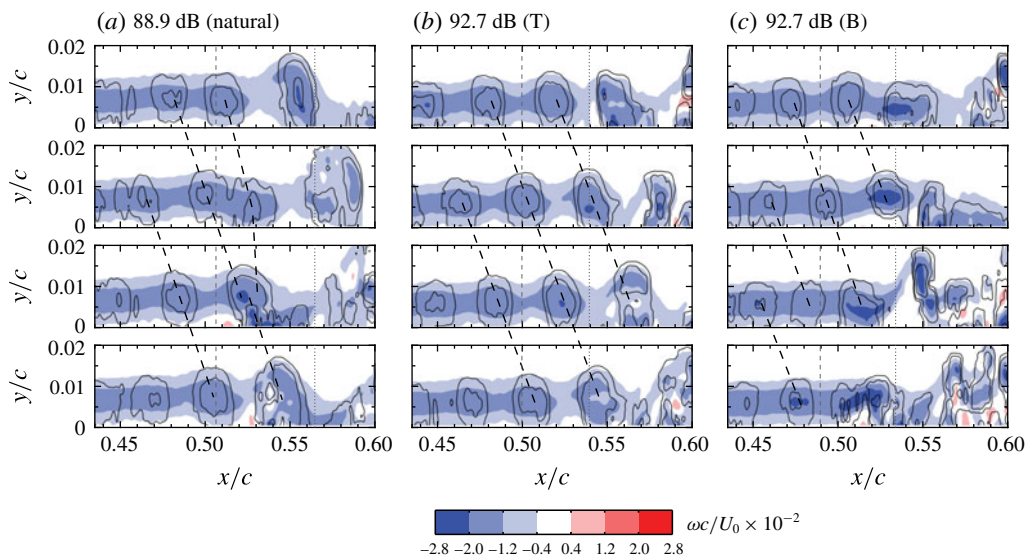 (a) 88.9 dB (natural)
(b) 92.7 dB (T)
(c) 92.7 dB (B)
0.02
y/c 0.01
0
0.02
y/c 0.01
0
0.02
y/c 0.01
0
0.02
y/c 0.01
0
0.45 0.50 0.55 0.60 0.45 0.50 0.55 0.60 0.45 0.50 0.55 0.60
x/c x/c x/c
ωc/U₀ × 10⁻²
–2.8 –2.0 –1.2 –0.4 0.4 1.2 2.0 2.8